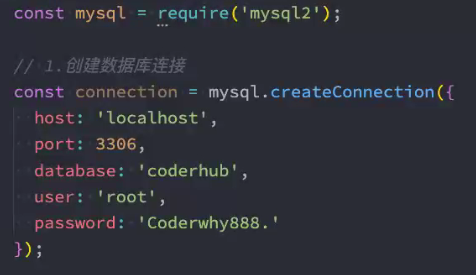 const mysql = require('mysql2');
// 1.创建数据库连接
const connection = mysql.createConnection({
  host: 'localhost',
  port: 3306,
  database: 'coderhub',
  user: 'root',
  password: 'Coderwhy888.'
});